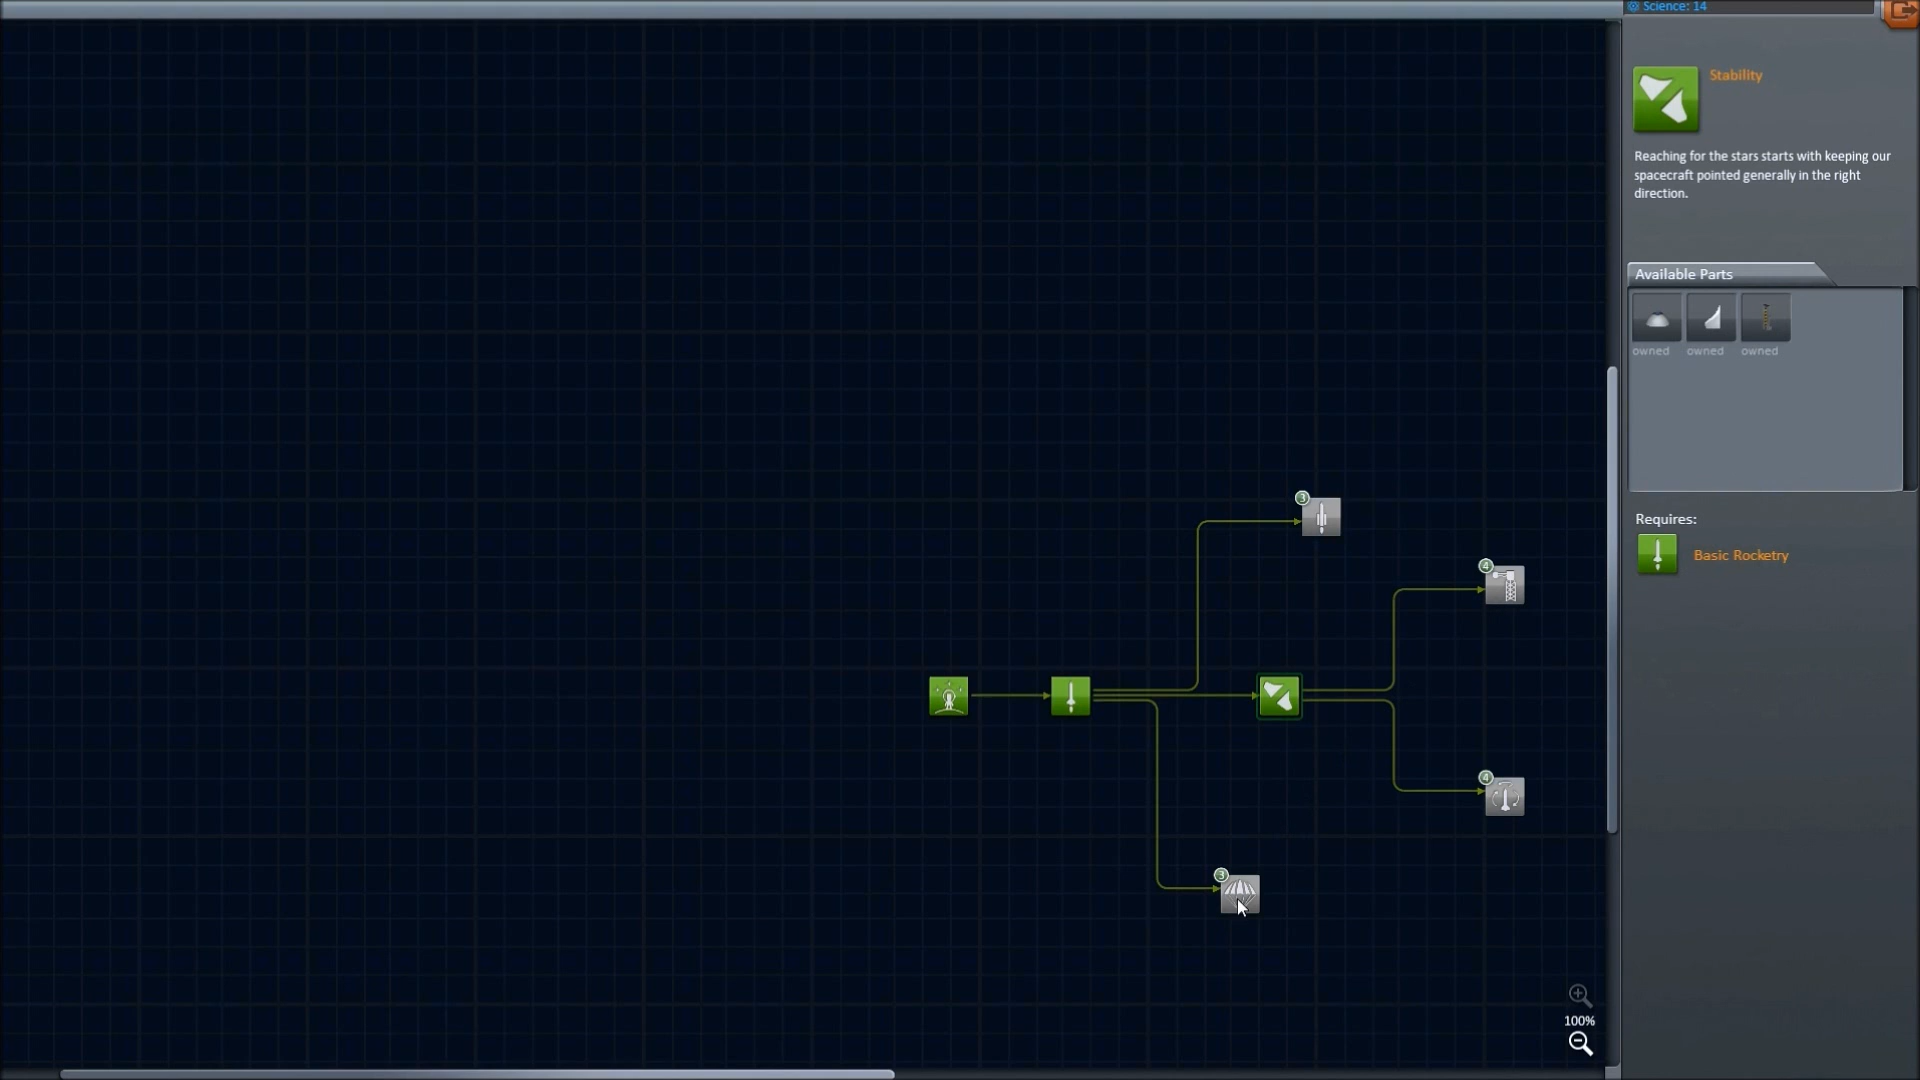 Science: 14
Stability
Reaching for the stars starts with keeping our
spacecraft pointed generally in the right
direction.
Available Parts
owned owned owned
3
4
Requires:
Basic Rocketry
4
3
100%